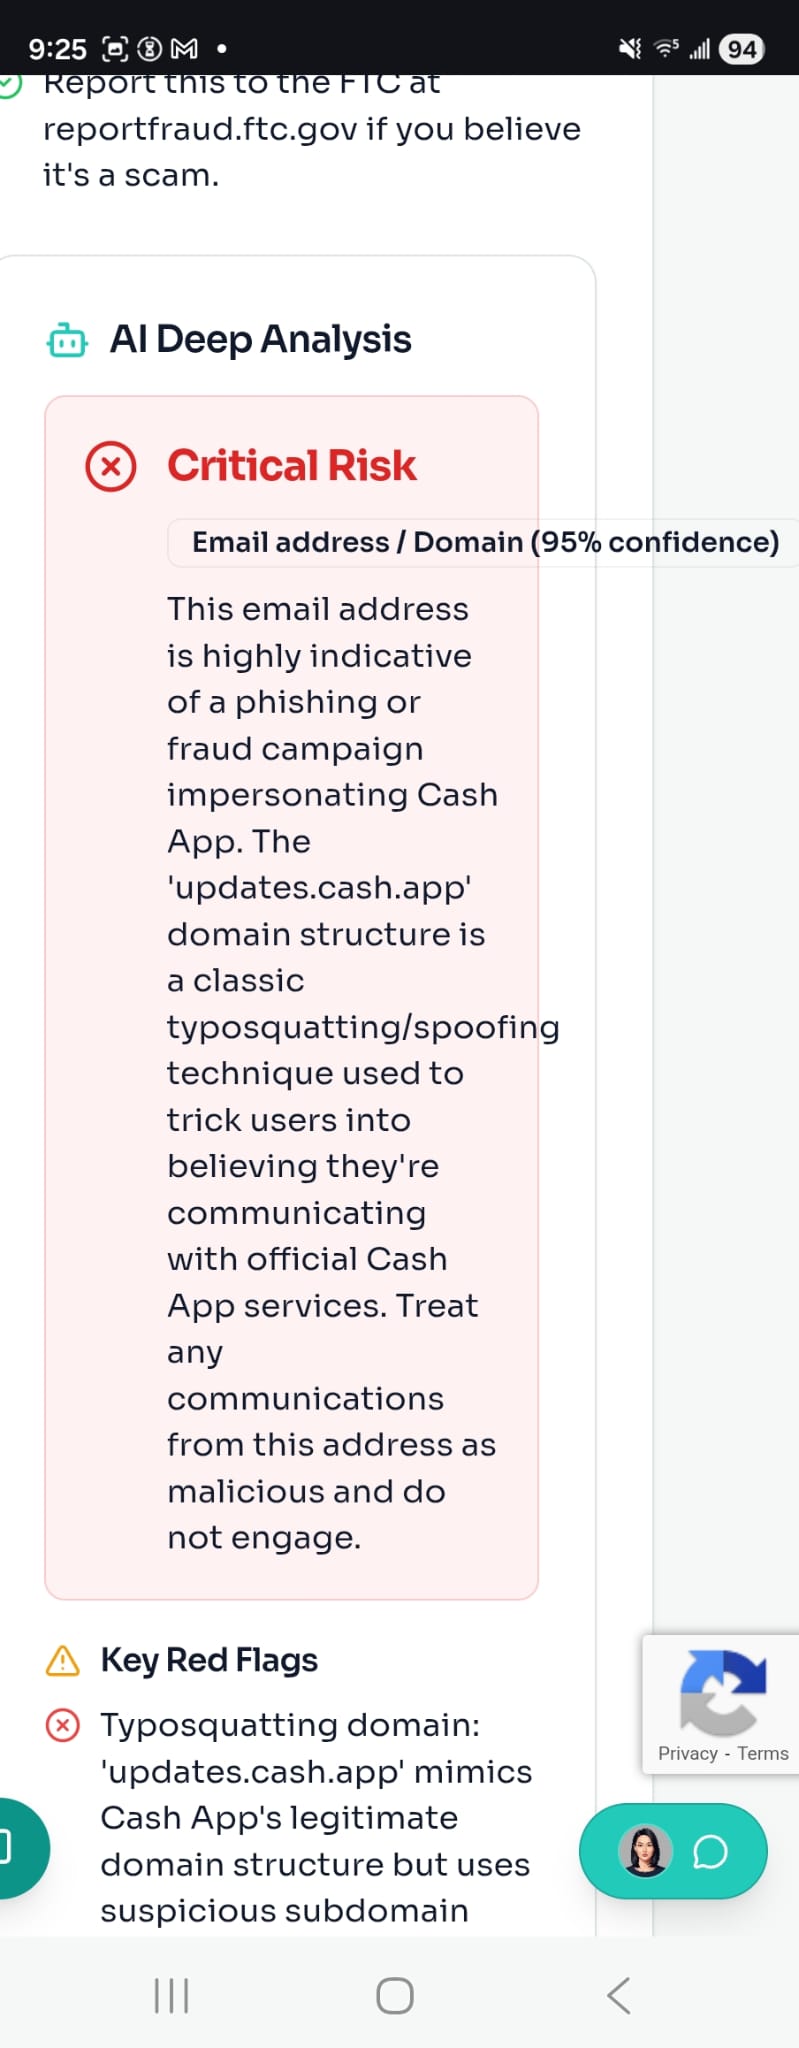 9:25
94
Report this to the FTC at
reportfraud.ftc.gov if you believe
it's a scam.
AI Deep Analysis
Critical Risk
Email address / Domain (95% confidence)
This email address
is highly indicative
of a phishing or
fraud campaign
impersonating Cash
App. The
'updates.cash.app'
domain structure is
a classic
typosquatting/spoofing
technique used to
trick users into
believing they're
communicating
with official Cash
App services. Treat
any
communications
from this address as
malicious and do
not engage.
Key Red Flags
Typosquatting domain:
'updates.cash.app' mimics
Cash App's legitimate
domain structure but uses
suspicious subdomain
Privacy - Terms